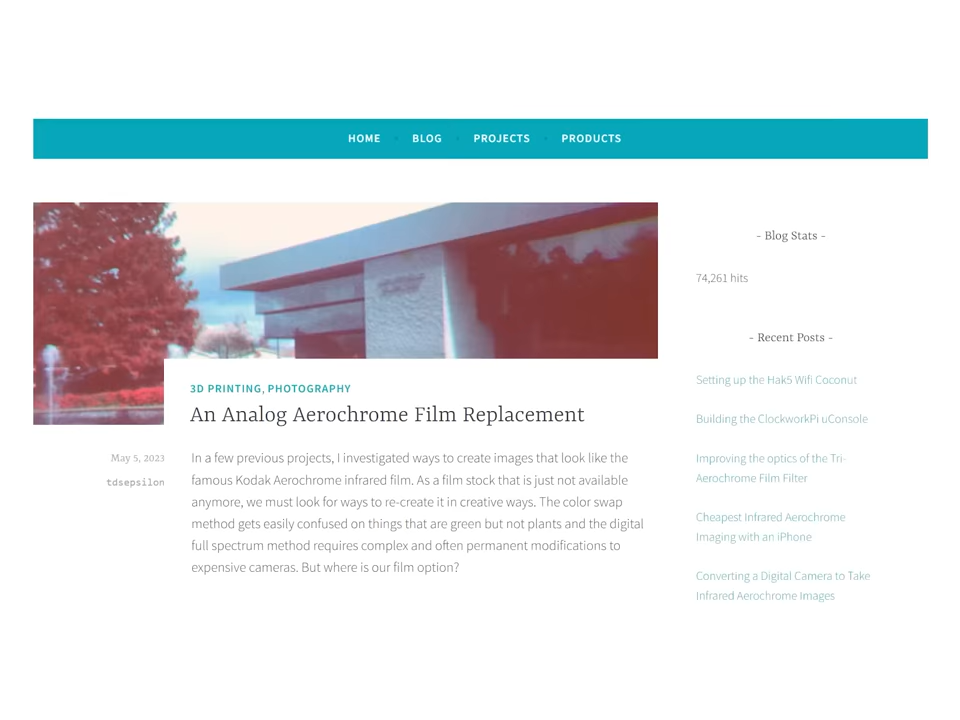 HOME · BLOG · PROJECTS · PRODUCTS
3D PRINTING, PHOTOGRAPHY
An Analog Aerochrome Film Replacement
May 5, 2023
tdsepsilon
In a few previous projects, I investigated ways to create images that look like the
famous Kodak Aerochrome infrared film. As a film stock that is just not available
anymore, we must look for ways to re-create it in creative ways. The color swap
method gets easily confused on things that are green but not plants and the digital
full spectrum method requires complex and often permanent modifications to
expensive cameras. But where is our film option?
- Blog Stats -
74,261 hits
- Recent Posts -
Setting up the Hak5 Wifi Coconut
Building the ClockworkPi uConsole
Improving the optics of the Tri-
Aerochrome Film Filter
Cheapest Infrared Aerochrome
Imaging with an iPhone
Converting a Digital Camera to Take
Infrared Aerochrome Images